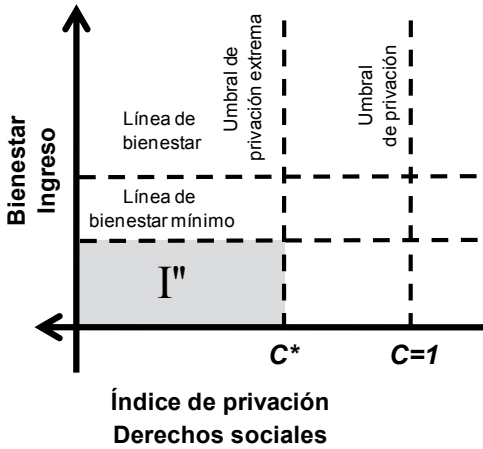 Bienestar
Ingreso
Línea de
bienestar
Umbral de
privación extrema
Umbral
de privación
Línea de
bienestar mínimo
I"
C*
C=1
Índice de privación
Derechos sociales